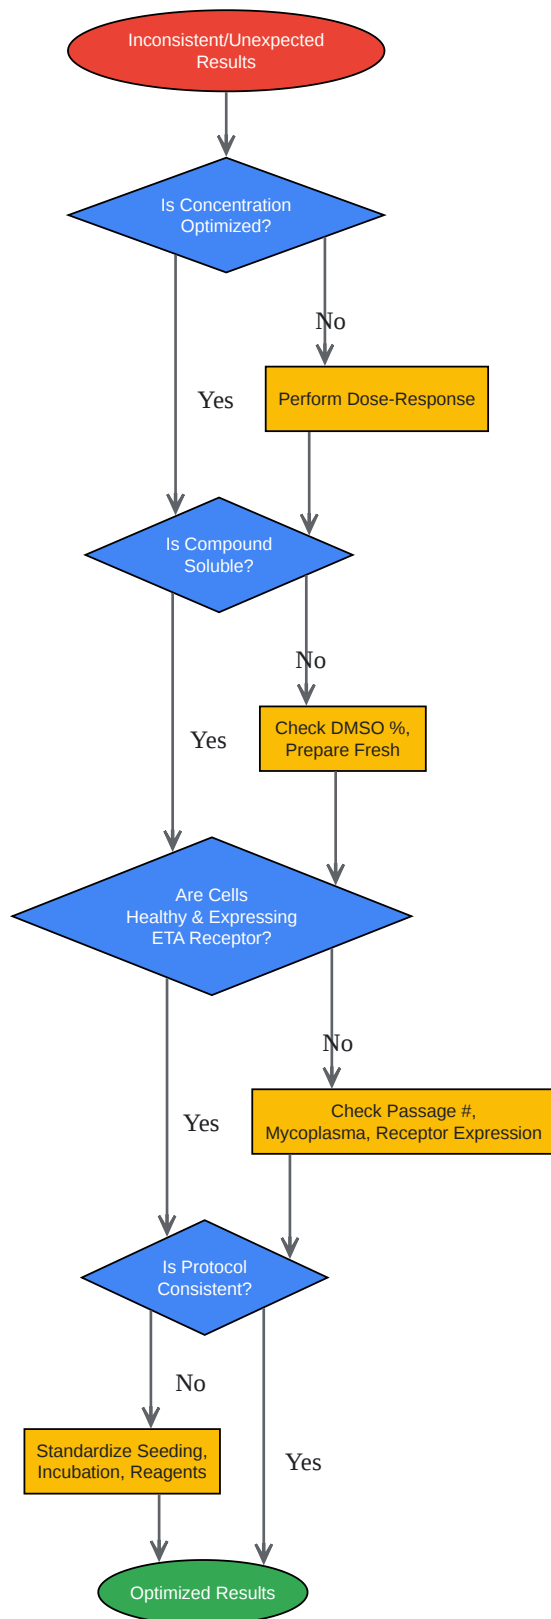 Inconsistent/Unexpected
Results
Is Concentration
Optimized?
No
Yes
Perform Dose-Response
Is Compound
Soluble?
No
Yes
Check DMSO %,
Prepare Fresh
Are Cells
Healthy & Expressing
ETA Receptor?
No
Yes
Check Passage #,
Mycoplasma, Receptor Expression
Is Protocol
Consistent?
No
Standardize Seeding,
Incubation, Reagents
Yes
Optimized Results